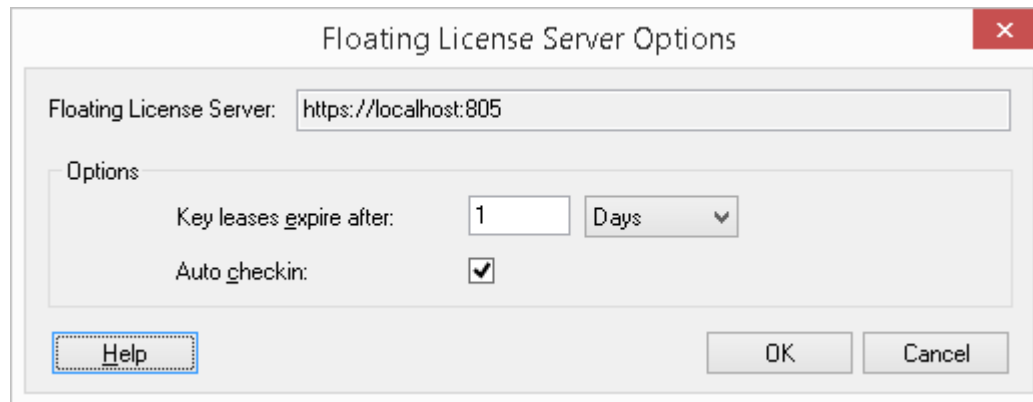 Floating License Server Options
Floating License Server: https://localhost:805
Options
Key leases expire after: 1 Days
Auto checkin:
Help OK Cancel